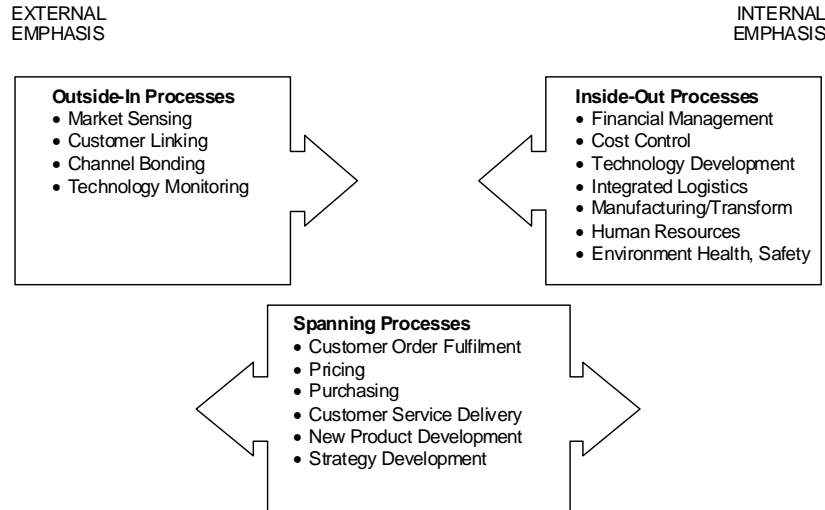 EXTERNAL
EMPHASIS
INTERNAL
EMPHASIS
Outside-In Processes
• Market Sensing
• Customer Linking
• Channel Bonding
• Technology Monitoring
Inside-Out Processes
• Financial Management
• Cost Control
• Technology Development
• Integrated Logistics
• Manufacturing/Transform
• Human Resources
• Environment Health, Safety
Spanning Processes
• Customer Order Fulfilment
• Pricing
• Purchasing
• Customer Service Delivery
• New Product Development
• Strategy Development